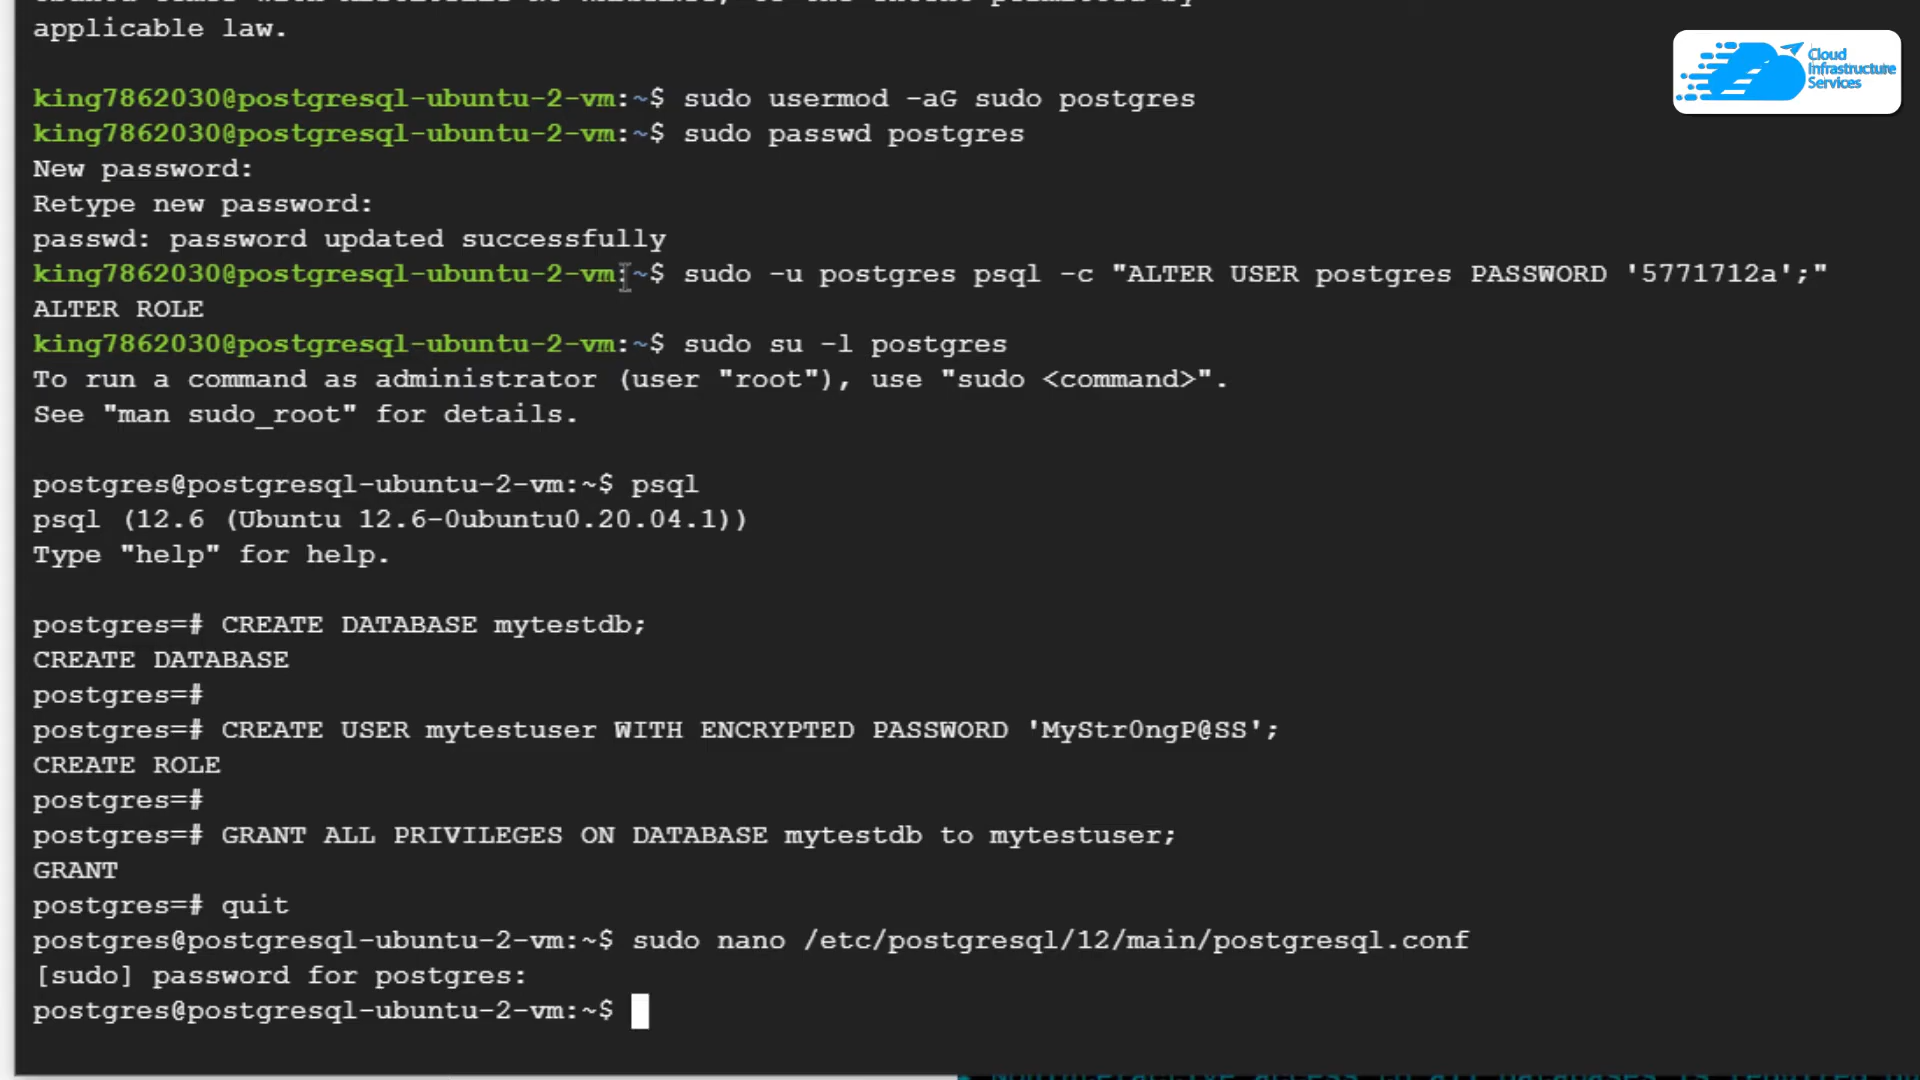 applicable law.
Cloud
Infrastructure
Services
king7862030@postgresql-ubuntu-2-vm:~$ sudo usermod -aG sudo postgres
king7862030@postgresql-ubuntu-2-vm:~$ sudo passwd postgres
New password:
Retype new password:
passwd: password updated successfully
king7862030@postgresql-ubuntu-2-vm:~$ sudo -u postgres psql -c "ALTER USER postgres PASSWORD '5771712a';"
ALTER ROLE
king7862030@postgresql-ubuntu-2-vm:~$ sudo su -l postgres
To run a command as administrator (user "root"), use "sudo <command>".
See "man sudo_root" for details.
postgres@postgresql-ubuntu-2-vm:~$ psql
psql (12.6 (Ubuntu 12.6-0ubuntu0.20.04.1))
Type "help" for help.
postgres=# CREATE DATABASE mytestdb;
CREATE DATABASE
postgres=#
postgres=# CREATE USER mytestuser WITH ENCRYPTED PASSWORD 'MyStr0ngP@SS';
CREATE ROLE
postgres=#
postgres=# GRANT ALL PRIVILEGES ON DATABASE mytestdb to mytestuser;
GRANT
postgres=# quit
postgres@postgresql-ubuntu-2-vm:~$ sudo nano /etc/postgresql/12/main/postgresql.conf
[sudo] password for postgres:
postgres@postgresql-ubuntu-2-vm:~$